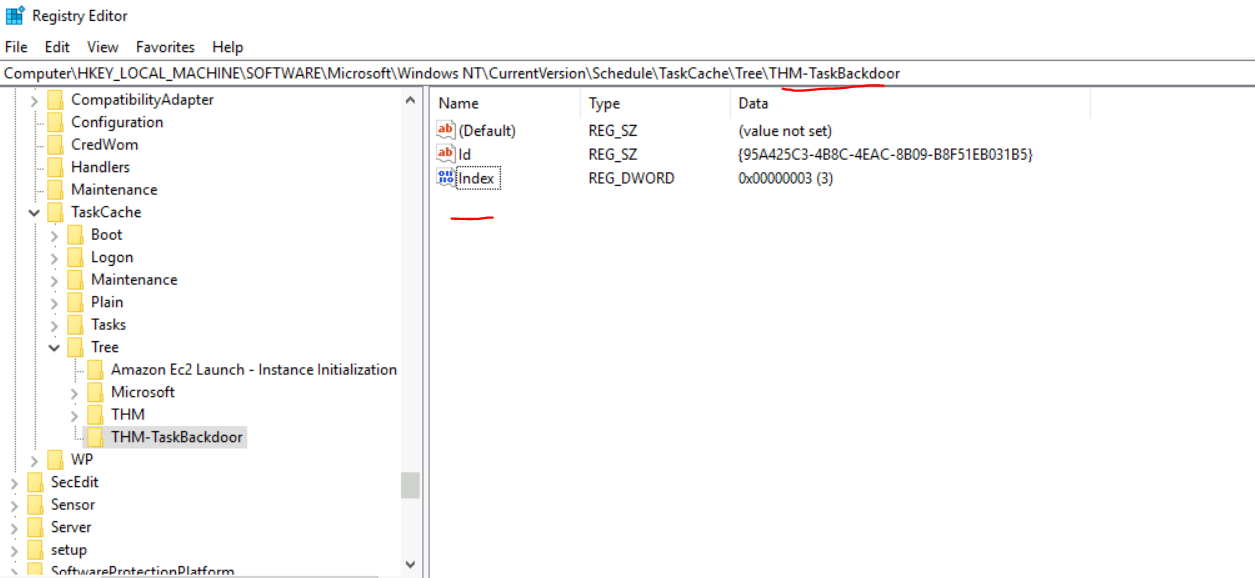 Registry Editor
File Edit View Favorites Help
Computer\HKEY_LOCAL_MACHINE\SOFTWARE\Microsoft\Windows NT\CurrentVersion\Schedule\TaskCache\Tree\THM-TaskBackdoor
CompatibilityAdapter
Configuration
CredWom
Handlers
Maintenance
TaskCache
Boot
Logon
Maintenance
Plain
Tasks
Tree
Amazon Ec2 Launch - Instance Initialization
Microsoft
THM
THM-TaskBackdoor
WP
SecEdit
Sensor
Server
setup
SoftwareProtectionPlatform
Name Type Data
(Default) REG_SZ (value not set)
Id REG_SZ {95A425C3-4B8C-4EAC-8B09-B8F51EB031B5}
Index REG_DWORD 0x00000003 (3)